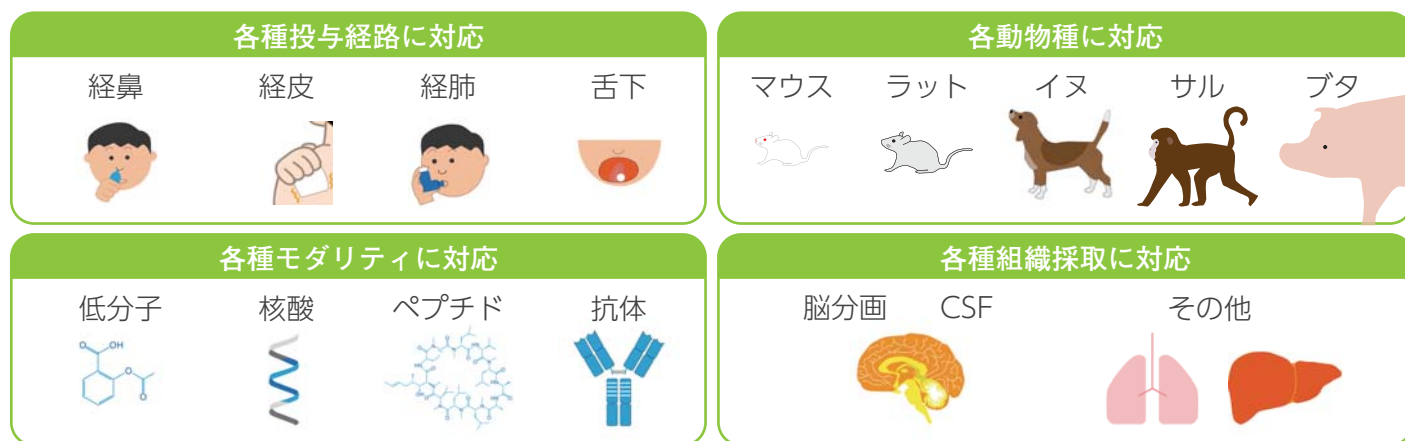 各種投与経路に対応
経鼻 経皮 経肺 舌下
各動物種に対応
マウス ラット イヌ サル ブタ
各種モダリティに対応
低分子 核酸 ペプチド 抗体
各種組織採取に対応
脳分画 CSF その他